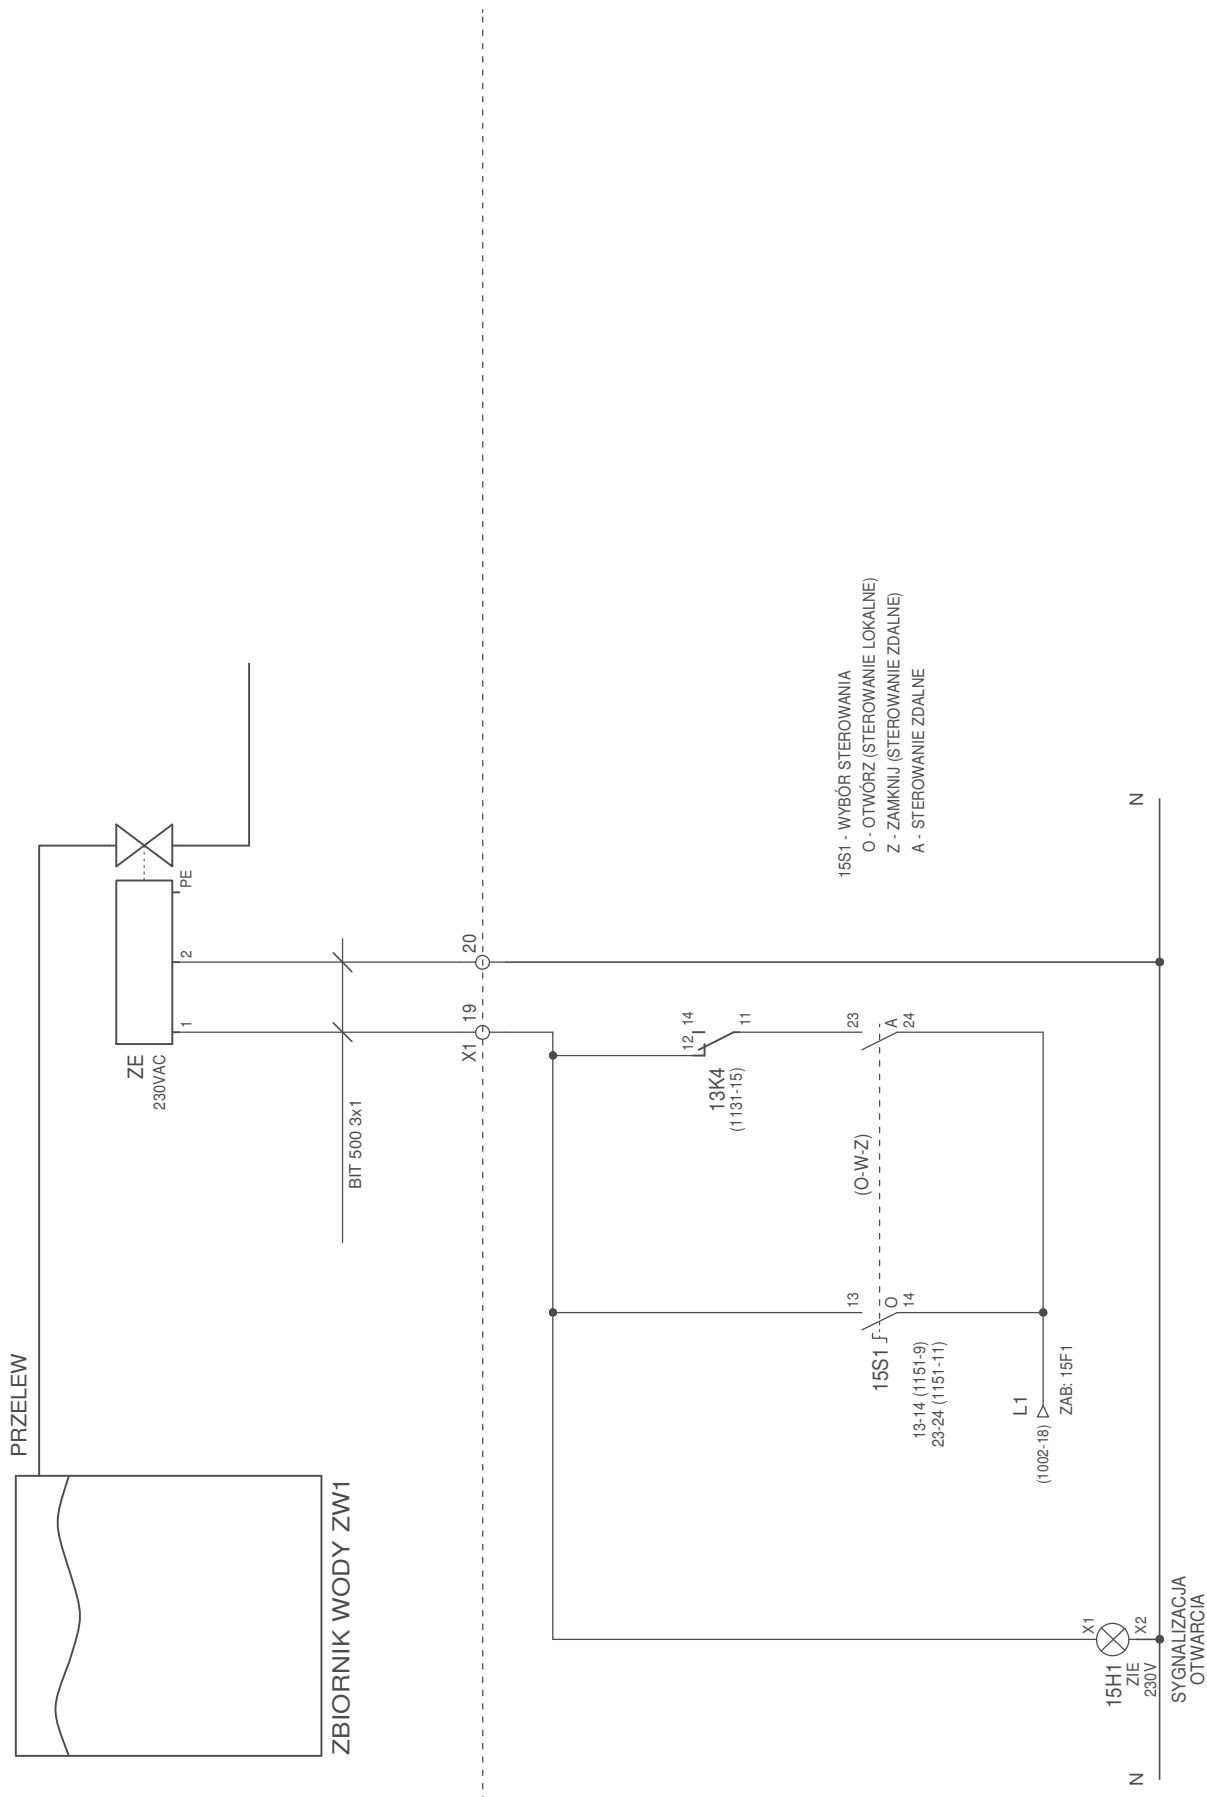 PRZELEW
ZBIORNIK WODY ZW1
ZE
230VAC
1
2
PE
BIT 500 3x1
X1
19
20
13K4
(1131-15)
12
14
11
15S1 - WYBÓR STEROWANIA
O - OTWÓRZ (STEROWANIE LOKALNE)
Z - ZAMKNIJ (STEROWANIE ZDALNE)
A - STEROWANIE ZDALNE
15S1
13
O
14
(O-W-Z)
23
A
24
13-14 (1151-9)
23-24 (1151-11)
L1
(1002-18)
ZAB: 15F1
15H1
ZIE
230V
X1
X2
N
N
SYGNALIZACJA
OTWARCIA